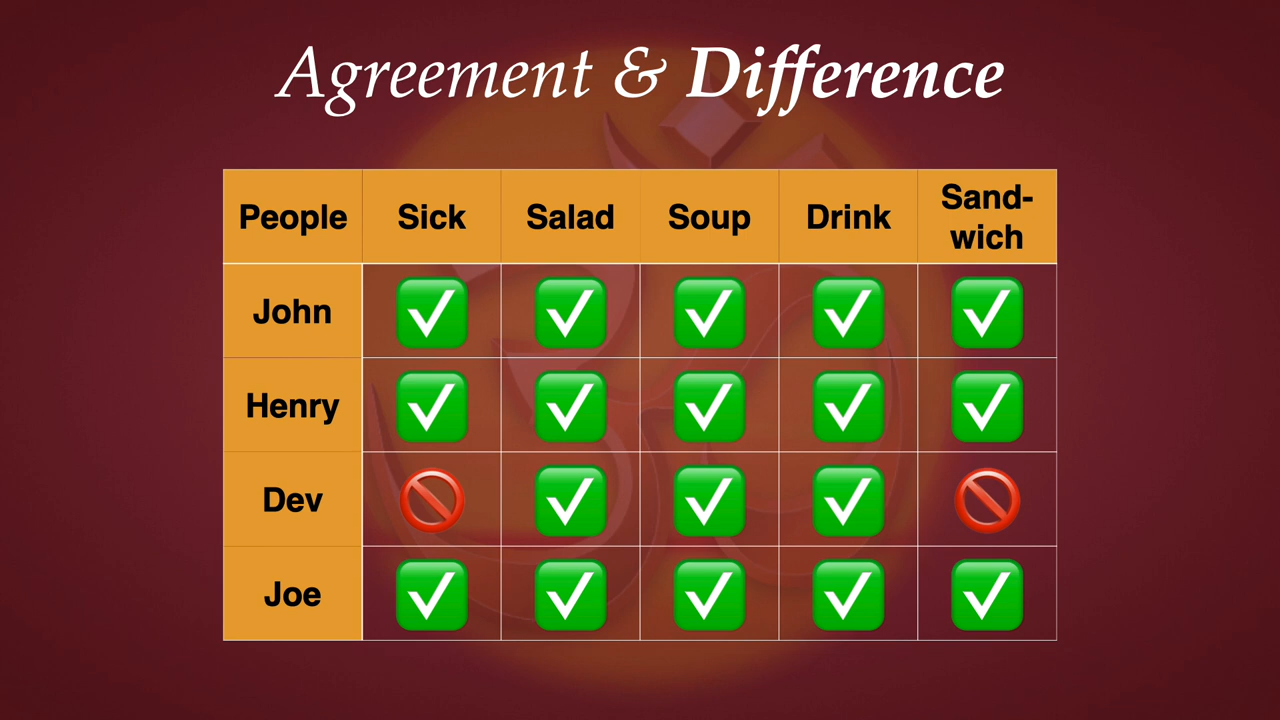 Agreement & Difference
People Sick Salad Soup Drink Sand-
wich
John ✅ ✅ ✅ ✅ ✅
Henry ✅ ✅ ✅ ✅ ✅
Dev 🚫 ✅ ✅ ✅ 🚫
Joe ✅ ✅ ✅ ✅ ✅